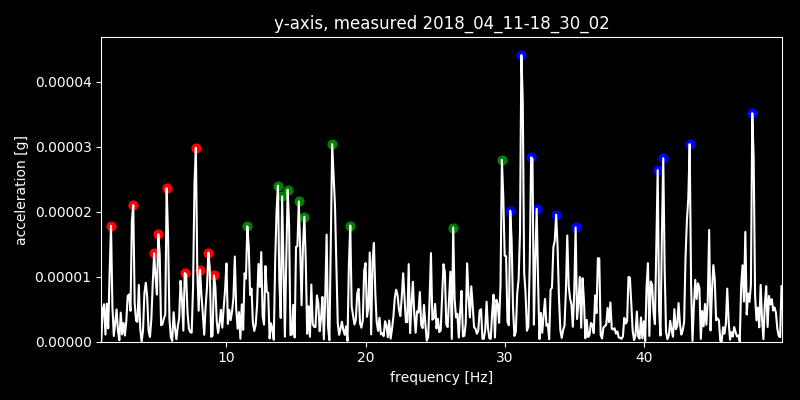 y-axis, measured 2018_04_11-18_30_02
acceleration [g]
0.00004
0.00003
0.00002
0.00001
0.00000
10 20 30 40
frequency [Hz]